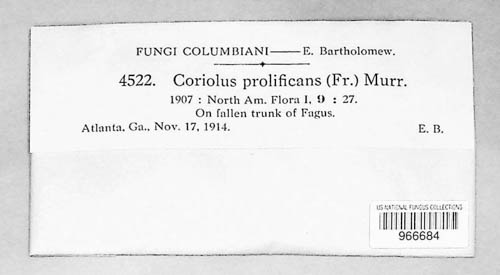 FUNGI COLUMBIANI—E. Bartholomew.
4522. Coriolus prolificans (Fr.) Murr.
1907 : North Am. Flora I, 9 : 27.
On fallen trunk of Fagus.
Atlanta, Ga., Nov. 17, 1914. E. B.
US NATIONAL FUNGUS COLLECTIONS
966684